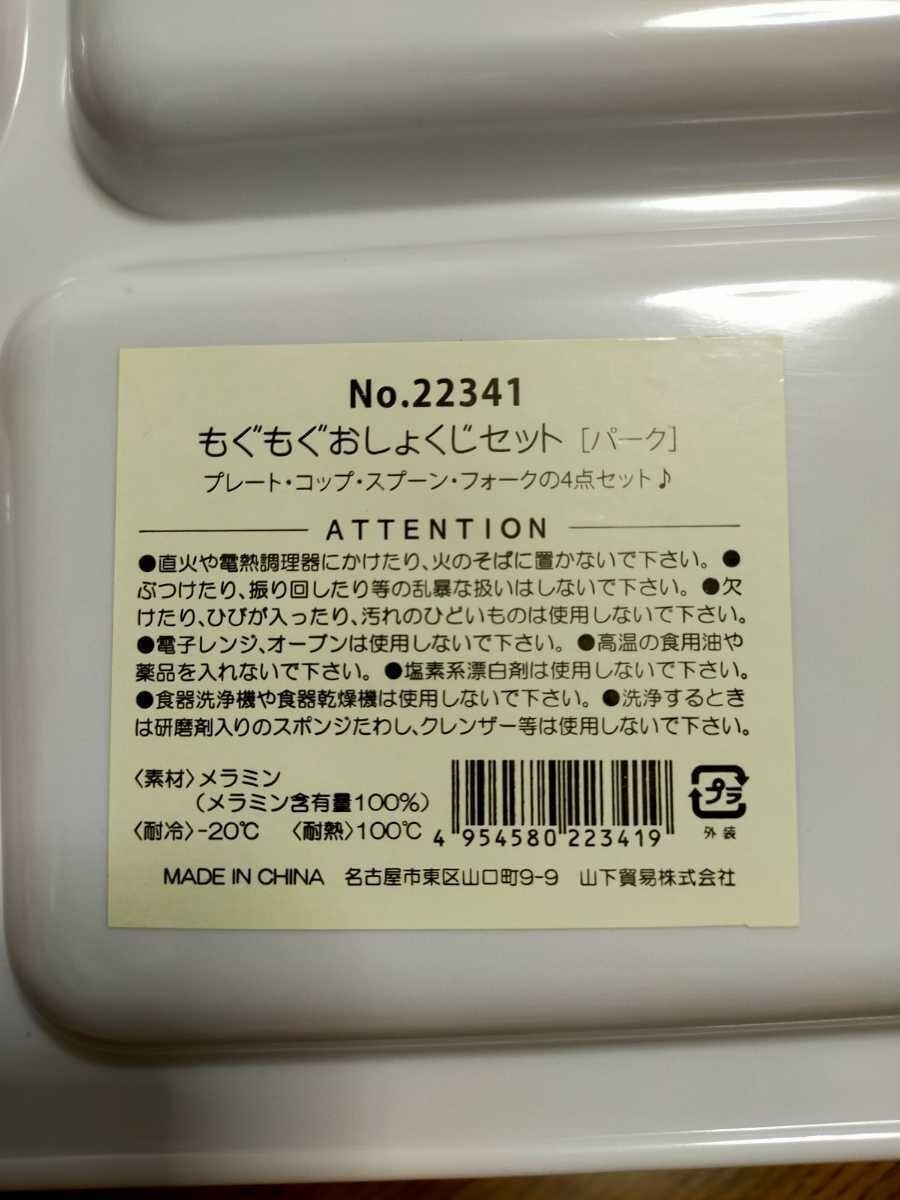 No.22341
もぐもぐおしょくじセット [パーク]
プレート・コップ・スプーン・フォークの4点セット♪
ATTENTION
●直火や電熱調理器にかけたり、火のそばに置かないで下さい。 ●
ぶつけたり、振り回したり等の乱暴な扱いはしないで下さい。 ●欠
けたり、ひびが入ったり、汚れのひどいものは使用しないで下さい。
●電子レンジ、オーブンは使用しないで下さい。 ●高温の食用油や
薬品を入れないで下さい。 ●塩素系漂白剤は使用しないで下さい。
●食器洗浄機や食器乾燥機は使用しないで下さい。 ●洗浄するとき
は研磨剤入りのスポンジたわし、クレンザー等は使用しないで下さい。
〈素材〉メラミン
(メラミン含有量100%)
〈耐冷〉-20℃ 〈耐熱〉100℃
4 954580 223419
プラ
外装
MADE IN CHINA 名古屋市東区山口町9-9 山下貿易株式会社